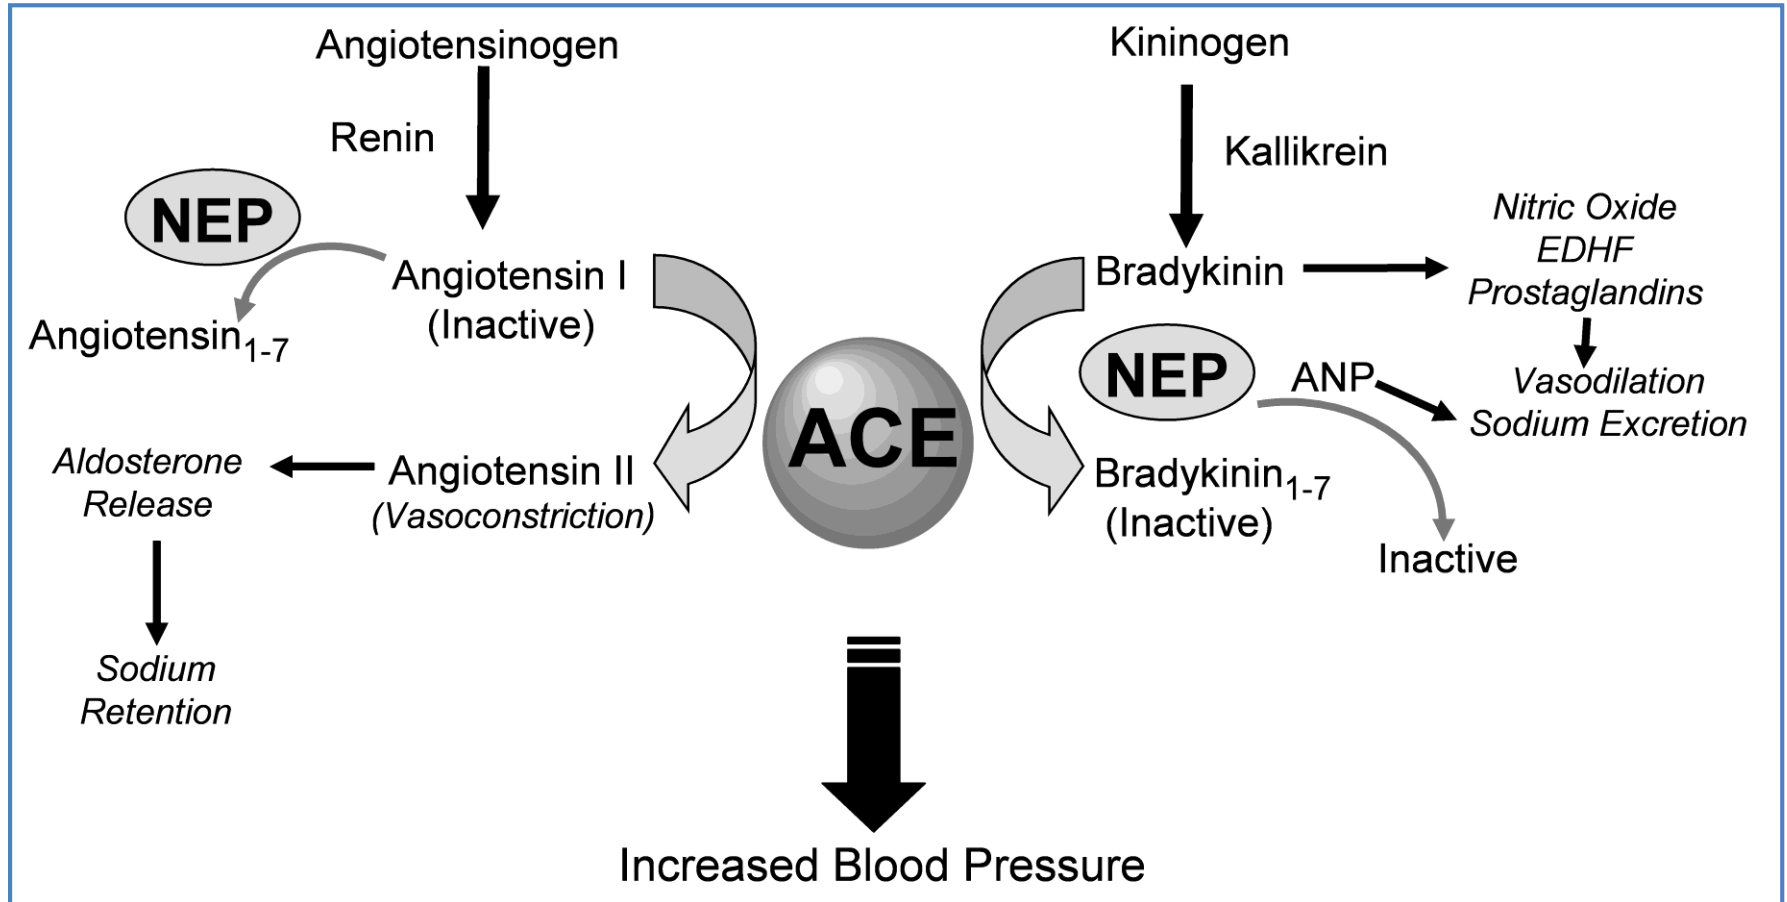 Angiotensinogen
Renin
NEP
Angiotensin I
(Inactive)
Angiotensin1-7
Angiotensin II
(Vasoconstriction)
Aldosterone
Release
Sodium
Retention
ACE
Kininogen
Kallikrein
Bradykinin
Nitric Oxide
EDHF
Prostaglandins
NEP
ANP
Vasodilation
Sodium Excretion
Bradykinin1-7
(Inactive)
Inactive
Increased Blood Pressure